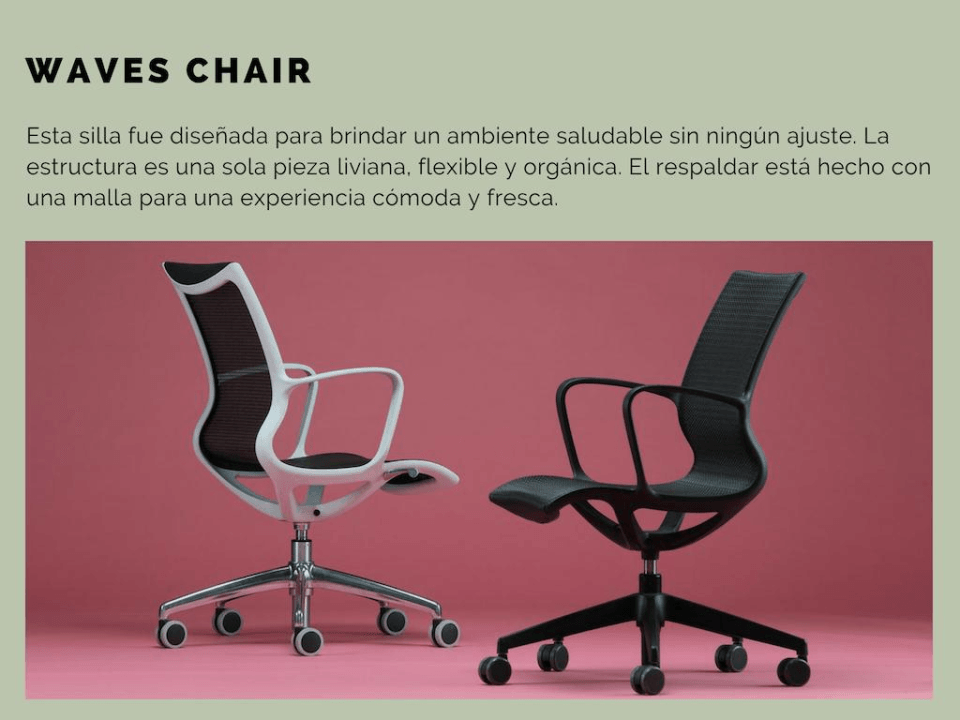 WAVES CHAIR
Esta silla fue diseñada para brindar un ambiente saludable sin ningún ajuste. La
estructura es una sola pieza liviana, flexible y orgánica. El respaldar está hecho con
una malla para una experiencia cómoda y fresca.